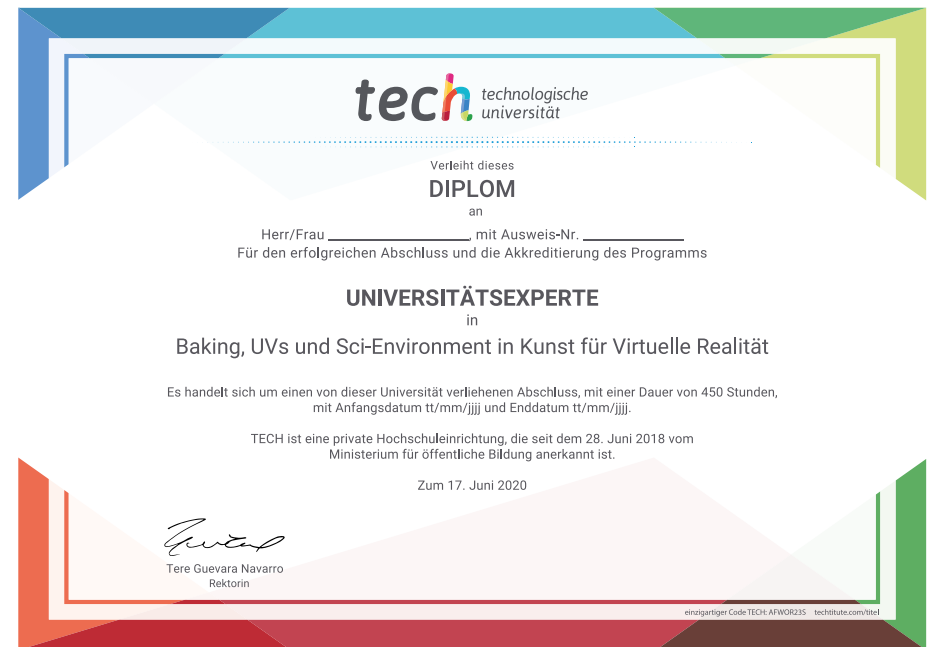 tech technologische
universität
Verleiht dieses
DIPLOM
an
Herr/Frau ____________________, mit Ausweis-Nr. ______________
Für den erfolgreichen Abschluss und die Akkreditierung des Programms
UNIVERSITÄTSEXPERTE
in
Baking, UVs und Sci-Environment in Kunst für Virtuelle Realität
Es handelt sich um einen von dieser Universität verliehenen Abschluss, mit einer Dauer von 450 Stunden,
mit Anfangsdatum tt/mm/jjjj und Enddatum tt/mm/jjjj.
TECH ist eine private Hochschuleinrichtung, die seit dem 28. Juni 2018 vom
Ministerium für öffentliche Bildung anerkannt ist.
Zum 17. Juni 2020
Tere Guevara Navarro
Rektorin
einzigartiger Code TECH: AFWOR23S techtitute.com/titel